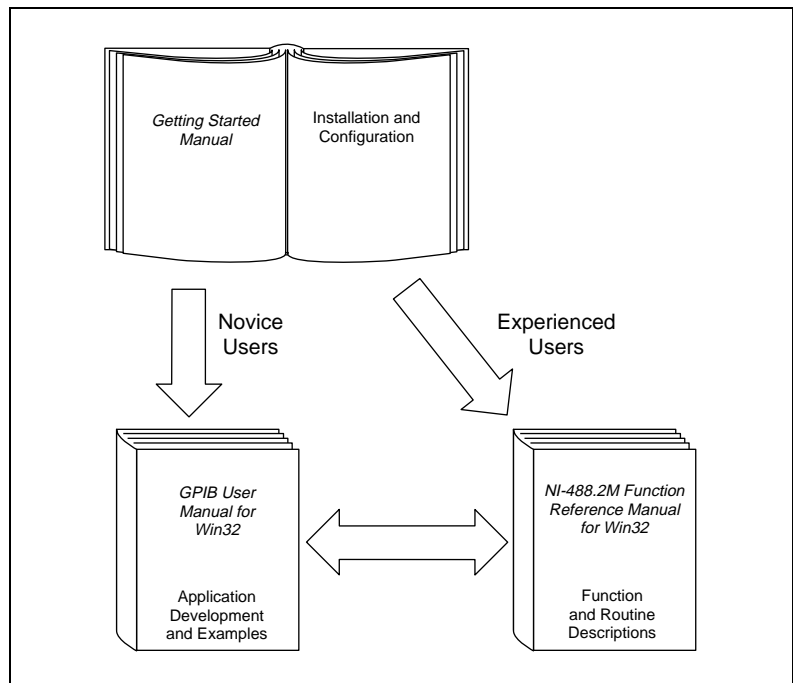 Getting Started
Manual
Installation and
Configuration
Novice
Users
Experienced
Users
GPIB User
Manual for
Win32
Application
Development
and Examples
NI-488.2M Function
Reference Manual
for Win32
Function
and Routine
Descriptions